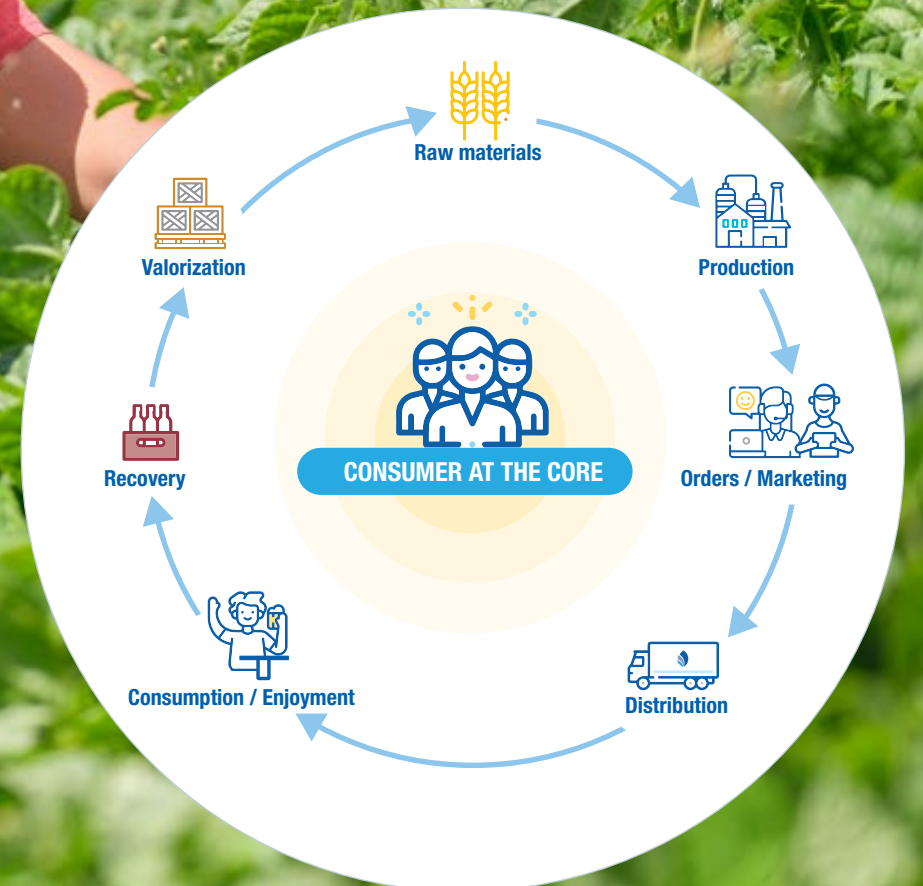 Raw materials
Production
Orders / Marketing
Distribution
Consumption / Enjoyment
Recovery
Valorization
CONSUMER AT THE CORE